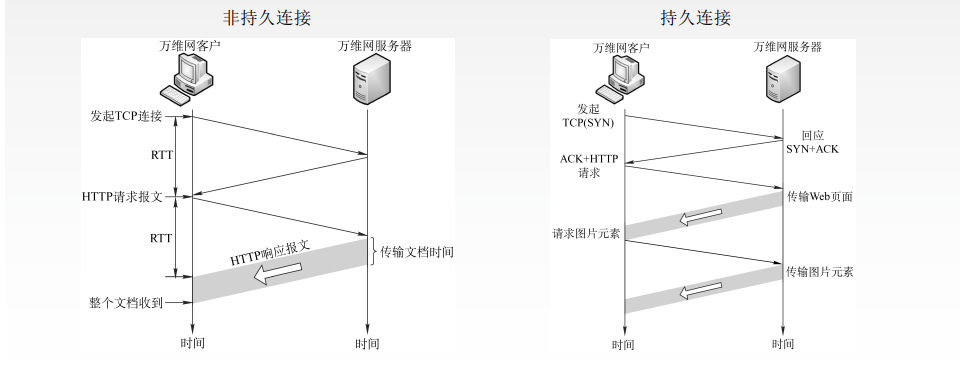 非持久连接
万维网客户
万维网服务器
发起TCP连接
RTT
HTTP请求报文
RTT
HTTP响应报文
传输文档时间
整个文档收到
时间
时间
持久连接
万维网客户
万维网服务器
发起
TCP(SYN)
回应
SYN+ACK
ACK+HTTP
请求
传输Web页面
请求图片元素
传输图片元素
时间
时间